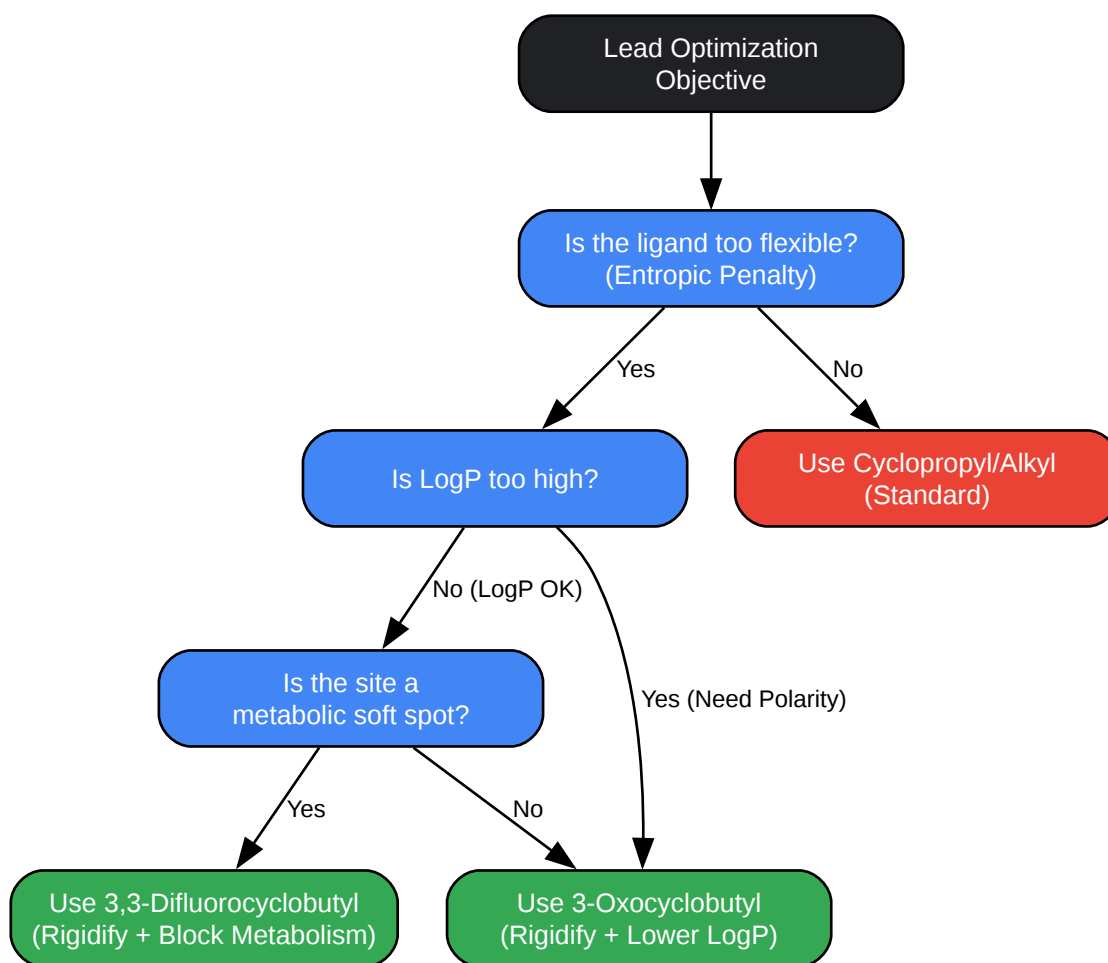 Lead Optimization
Objective
Is the ligand too flexible?
(Entropic Penalty)
Yes
No
Is LogP too high?
Use Cyclopropyl/Alkyl
(Standard)
No (LogP OK)
Yes (Need Polarity)
Is the site a
metabolic soft spot?
Yes
No
Use 3,3-Difluorocyclobutyl
(Rigidify + Block Metabolism)
Use 3-Oxocyclobutyl
(Rigidify + Lower LogP)